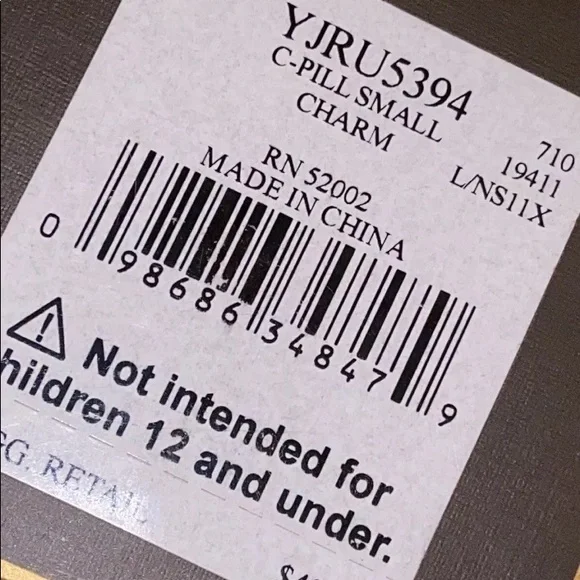 YJRU5394
C-PILL SMALL 710
CHARM 19411
L/NS11X
RN 52002
MADE IN CHINA
0 98686 34847 9
Not intended for
hildren 12 and under.
GG. RETAIL